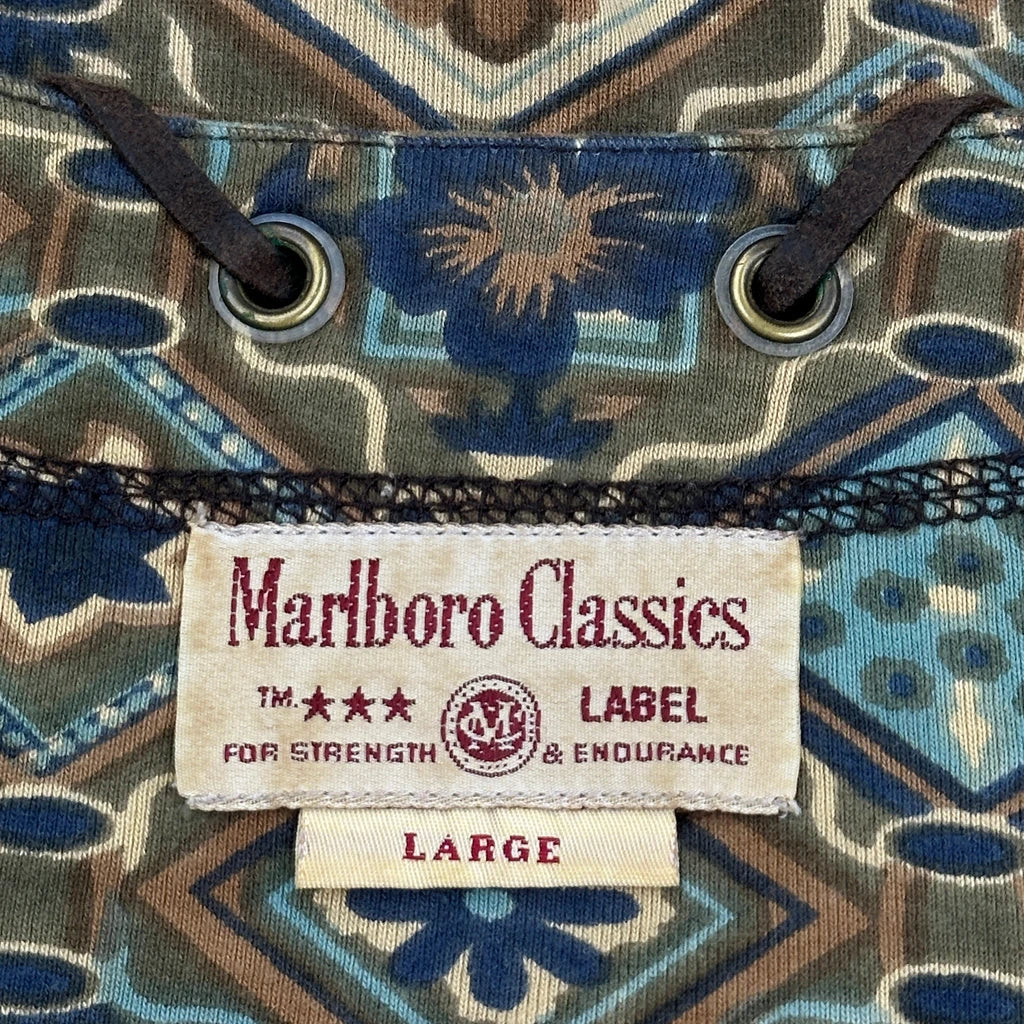 Marlboro Classics
TM. ★★★ LABEL
FOR STRENGTH & ENDURANCE
LARGE